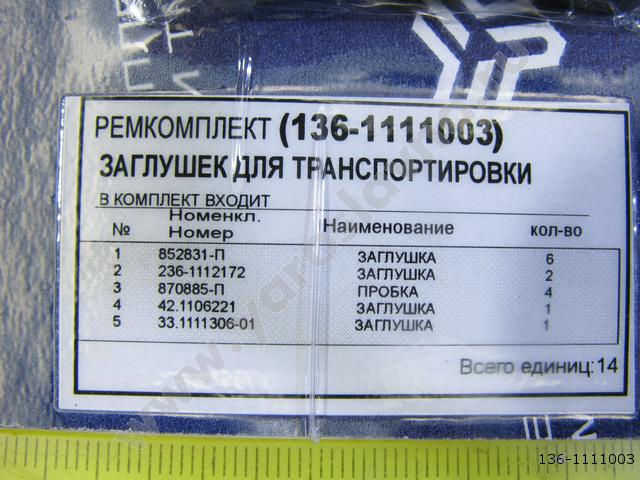 РЕМКОМПЛЕКТ (136-1111003)
ЗАГЛУШЕК ДЛЯ ТРАНСПОРТИРОВКИ
В КОМПЛЕКТ ВХОДИТ
№ Номенкл. Номер Наименование кол-во
1 852831-П ЗАГЛУШКА 6
2 236-1112172 ЗАГЛУШКА 2
3 870885-П ПРОБКА 4
4 42.1106221 ЗАГЛУШКА 1
5 33.1111306-01 ЗАГЛУШКА 1
Всего единиц:14
136-1111003